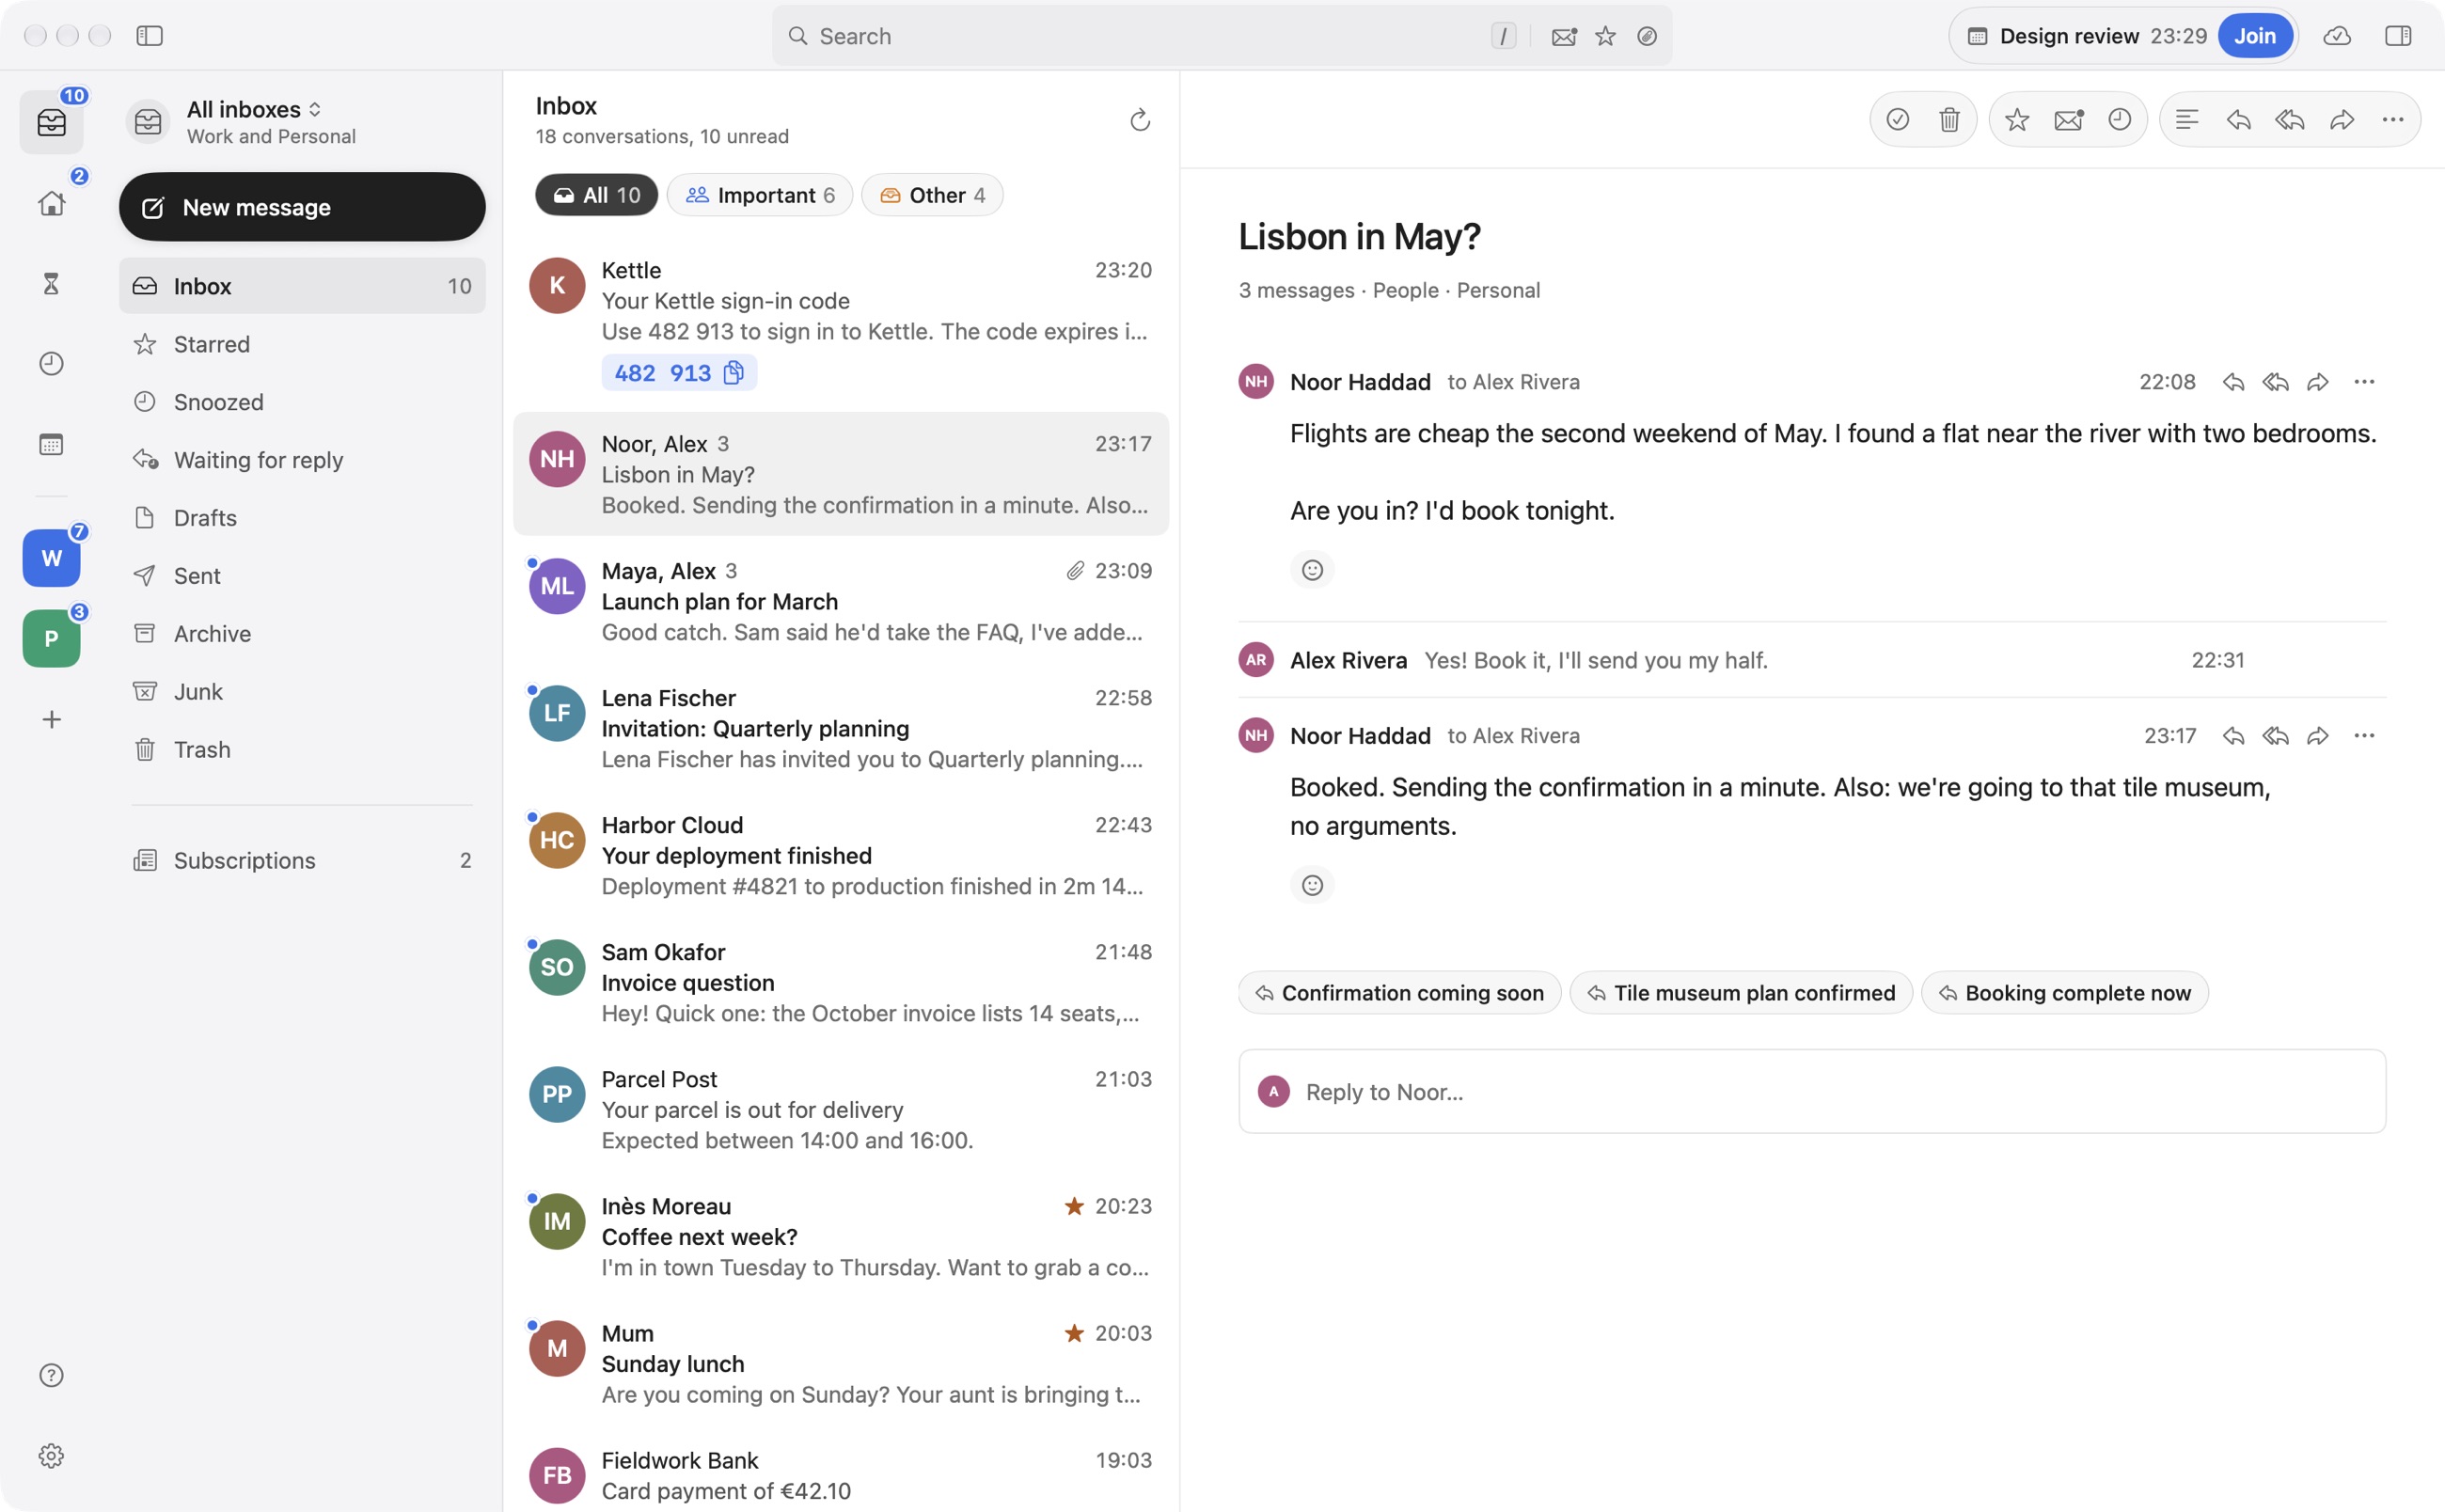 Search
/
Design review 23:29 Join
10
2
7
W
3
P
All inboxes
Work and Personal
New message
Inbox 10
Starred
Snoozed
Waiting for reply
Drafts
Sent
Archive
Junk
Trash
Subscriptions 2
Inbox
18 conversations, 10 unread
All 10 Important 6 Other 4
K
Kettle 23:20
Your Kettle sign-in code
Use 482 913 to sign in to Kettle. The code expires i...
482 913
NH
Noor, Alex 3 23:17
Lisbon in May?
Booked. Sending the confirmation in a minute. Also...
ML
Maya, Alex 3 23:09
Launch plan for March
Good catch. Sam said he'd take the FAQ, I've adde...
LF
Lena Fischer 22:58
Invitation: Quarterly planning
Lena Fischer has invited you to Quarterly planning....
HC
Harbor Cloud 22:43
Your deployment finished
Deployment #4821 to production finished in 2m 14...
SO
Sam Okafor 21:48
Invoice question
Hey! Quick one: the October invoice lists 14 seats,...
PP
Parcel Post 21:03
Your parcel is out for delivery
Expected between 14:00 and 16:00.
IM
Inès Moreau 20:23
Coffee next week?
I'm in town Tuesday to Thursday. Want to grab a co...
M
Mum 20:03
Sunday lunch
Are you coming on Sunday? Your aunt is bringing t...
FB
Fieldwork Bank 19:03
Card payment of €42.10
Lisbon in May?
3 messages · People · Personal
NH Noor Haddad to Alex Rivera 22:08
Flights are cheap the second weekend of May. I found a flat near the river with two bedrooms.
Are you in? I'd book tonight.
AR Alex Rivera Yes! Book it, I'll send you my half. 22:31
NH Noor Haddad to Alex Rivera 23:17
Booked. Sending the confirmation in a minute. Also: we're going to that tile museum,
no arguments.
Confirmation coming soon Tile museum plan confirmed Booking complete now
A Reply to Noor...